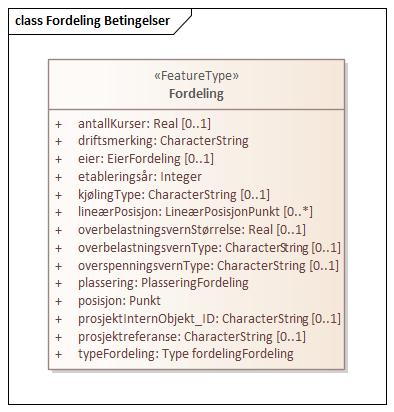 class Fordeling Betingelser
«FeatureType»
Fordeling
+ antallKurser: Real [0..1]
+ driftsmerking: CharacterString
+ eier: EierFordeling [0..1]
+ etableringsår: Integer
+ kjølingType: CharacterString [0..1]
+ lineærPosisjon: LineærPosisjonPunkt [0..*]
+ overbelastningsvernStørrelse: Real [0..1]
+ overbelastningsvernType: CharacterString [0..1]
+ overspenningsvernType: CharacterString [0..1]
+ plassering: PlasseringFordeling
+ posisjon: Punkt
+ prosjektInternObjekt_ID: CharacterString [0..1]
+ prosjektreferanse: CharacterString [0..1]
+ typeFordeling: Type fordelingFordeling